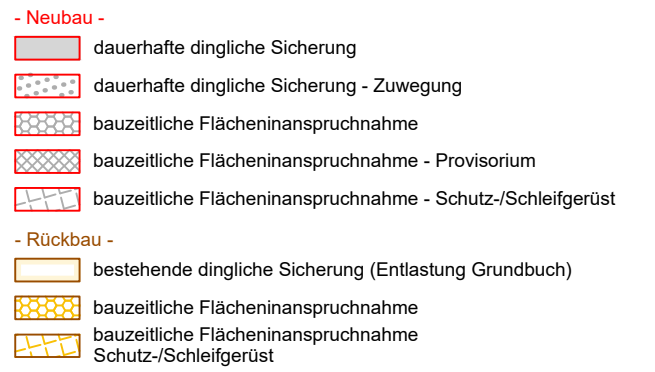 - Neubau -
dauerhafte dingliche Sicherung
dauerhafte dingliche Sicherung - Zuwegung
bauzeitliche Flächeninanspruchnahme
bauzeitliche Flächeninanspruchnahme - Provisorium
bauzeitliche Flächeninanspruchnahme - Schutz-/Schleifgerüst
- Rückbau -
bestehende dingliche Sicherung (Entlastung Grundbuch)
bauzeitliche Flächeninanspruchnahme
bauzeitliche Flächeninanspruchnahme
Schutz-/Schleifgerüst